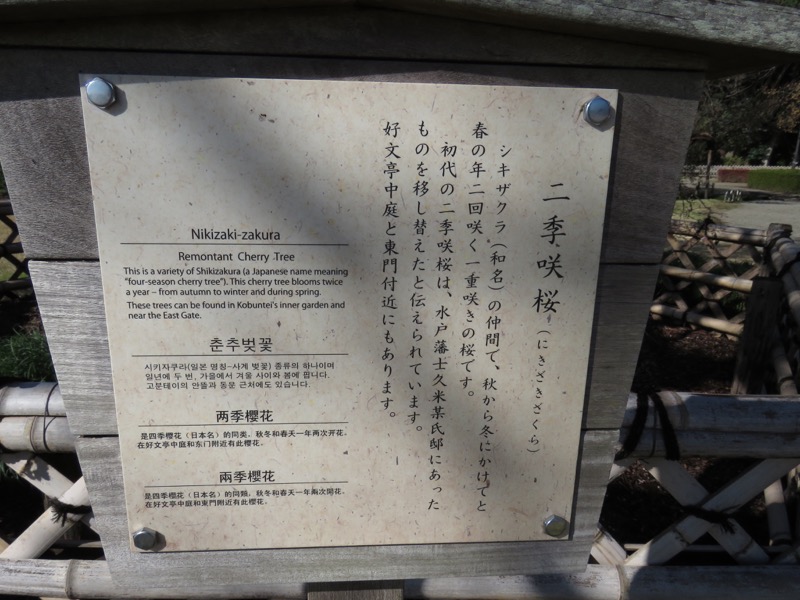 二季咲桜(にきざきざくら)
シキザクラ(和名)の仲間で、秋から冬にかけてと
春の年二回咲く一重咲きの桜です。
初代の二季咲桜は、水戸藩士久米某氏邸にあった
ものを移し替えたと伝えられています。
好文亭中庭と東門付近にもあります。
Nikizaki-zakura
Remontant Cherry Tree
This is a variety of Shikizakura (a Japanese name meaning
"four-season cherry tree"). This cherry tree blooms twice
a year – from autumn to winter and during spring.
These trees can be found in Kobuntei's inner garden and
near the East Gate.
춘추벚꽃
시키자쿠라(일본 명칭-사계 벚꽃) 종류의 하나이며
일년에 두 번, 가을에서 겨울 사이와 봄에 핍니다.
고분테이의 안뜰과 동문 근처에도 있습니다.
两季樱花
是四季樱花(日本名)的同类。秋冬和春天一年两次开花。
在好文亭中庭和东门附近有此樱花。
兩季櫻花
是四季櫻花(日本名)的同類。秋冬和春天一年兩次開花。
在好文亭中庭和東門附近有此櫻花。